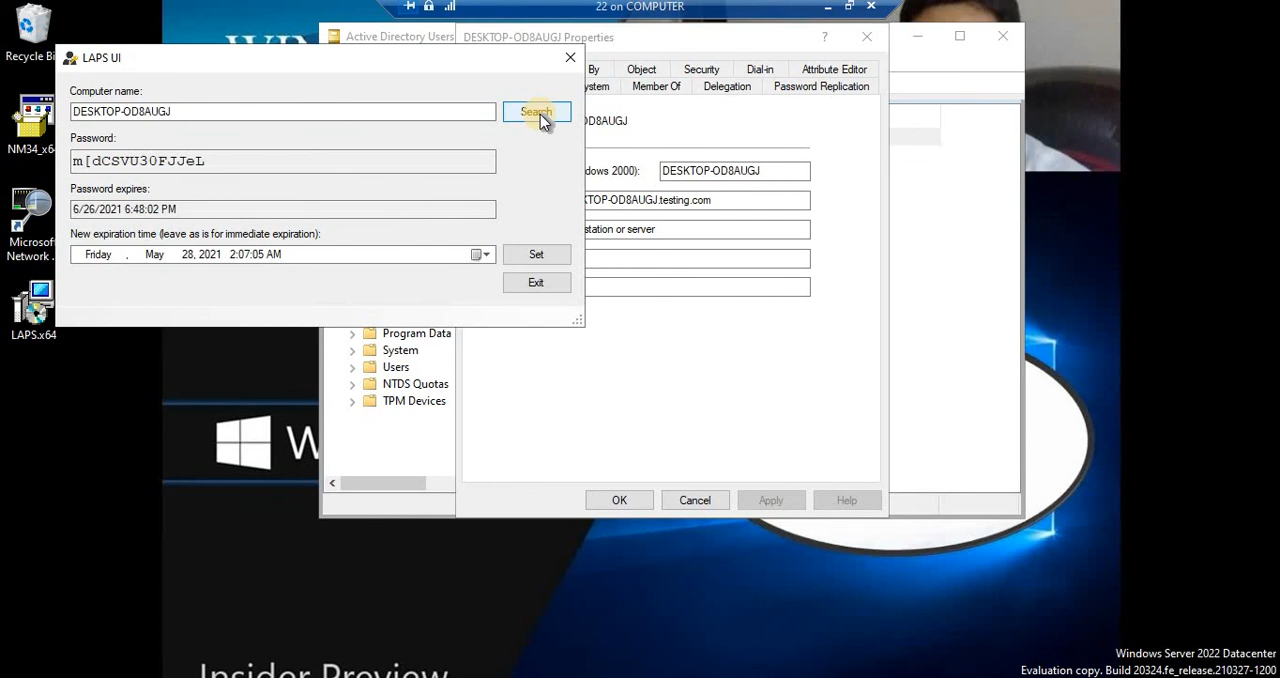 22 on COMPUTER
Recycle Bi
NM34_x6
Microsof
Network .
LAPS.x64
Active Directory Users
DESKTOP-OD8AUGJ Properties
?
By
Object
Security
Dial-in
Attribute Editor
ystem
Member Of
Delegation
Password Replication
OD8AUGJ
dows 2000):
DESKTOP-OD8AUGJ
KTOP-OD8AUGJ.testing.com
station or server
OK
Cancel
Apply
Help
LAPS UI
Computer name:
DESKTOP-OD8AUGJ
Search
Password:
m[dCSVU30FJJeL
Password expires:
6/26/2021 6:48:02 PM
New expiration time (leave as is for immediate expiration):
Friday , May 28, 2021 2:07:05 AM
Set
Exit
Program Data
System
Users
NTDS Quotas
TPM Devices
W
Insider Preview
Windows Server 2022 Datacenter
Evaluation copy. Build 20324.fe_release.210327-1200